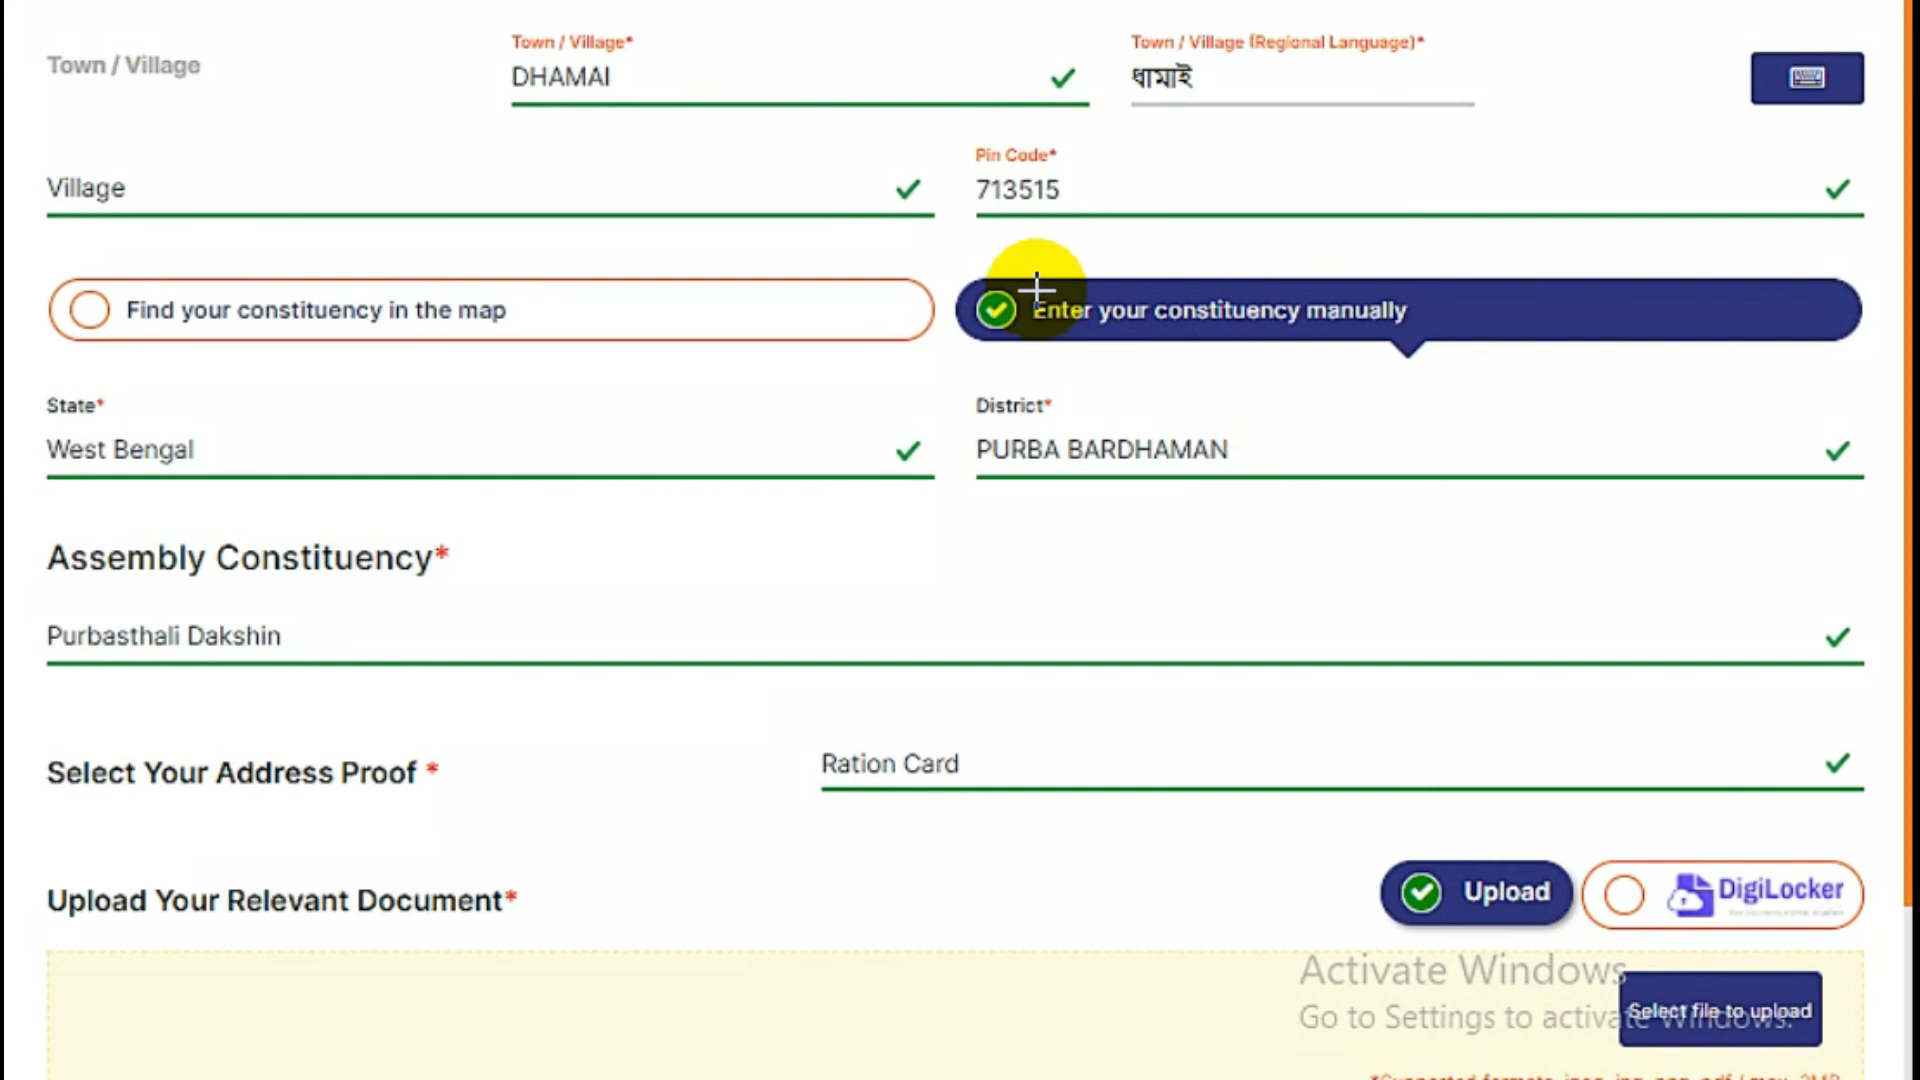 Town / Village
Town / Village*
DHAMAI
Town / Village (Regional Language)*
ধামাই
Village
Pin Code*
713515
Find your constituency in the map
Enter your constituency manually
State*
West Bengal
District*
PURBA BARDHAMAN
Assembly Constituency*
Purbasthali Dakshin
Select Your Address Proof *
Ration Card
Upload Your Relevant Document*
Upload
DigiLocker
Activate Windows
Go to Settings to activate Windows.
Select file to upload